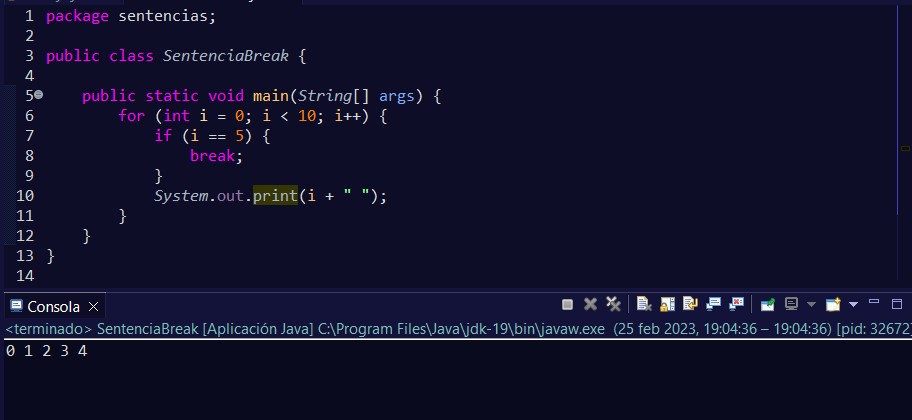 1 package sentencias;
2
3 public class SentenciaBreak {
4
5 public static void main(String[] args) {
6 for (int i = 0; i < 10; i++) {
7 if (i == 5) {
8 break;
9 }
10 System.out.print(i + " ");
11 }
12 }
13 }
14
Consola
<terminado> SentenciaBreak [Aplicación Java] C:\Program Files\Java\jdk-19\bin\javaw.exe (25 feb 2023, 19:04:36 – 19:04:36) [pid: 32672]
0 1 2 3 4